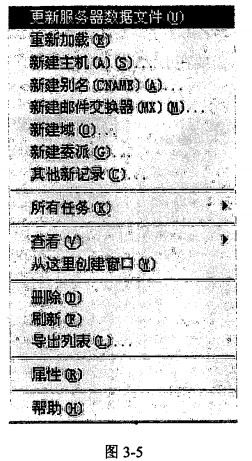 更新服务器数据文件(U)
重新加载(E)
新建主机(A)(S)...
新建别名(CNAME)(A)...
新建邮件交换器(MX)(M)...
新建域(O)...
新建委派(G)...
其他新记录(C)...
所有任务(K)
查看(V)
从这里创建窗口(W)
删除(D)
刷新(F)
导出列表(L)...
属性(R)
帮助(H)
图 3-5